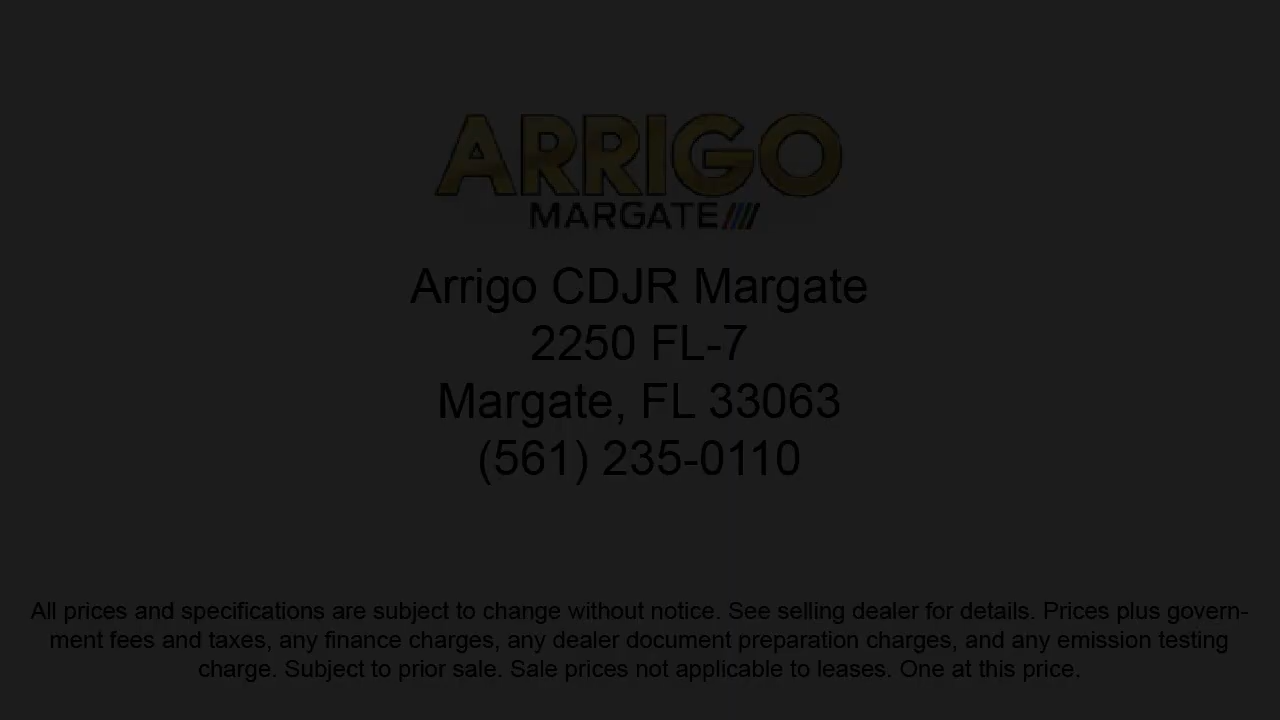 ARRIGO
MARGATE
Arrigo CDJR Margate
2250 FL-7
Margate, FL 33063
(561) 235-0110
All prices and specifications are subject to change without notice. See selling dealer for details. Prices plus govern-
ment fees and taxes, any finance charges, any dealer document preparation charges, and any emission testing
charge. Subject to prior sale. Sale prices not applicable to leases. One at this price.